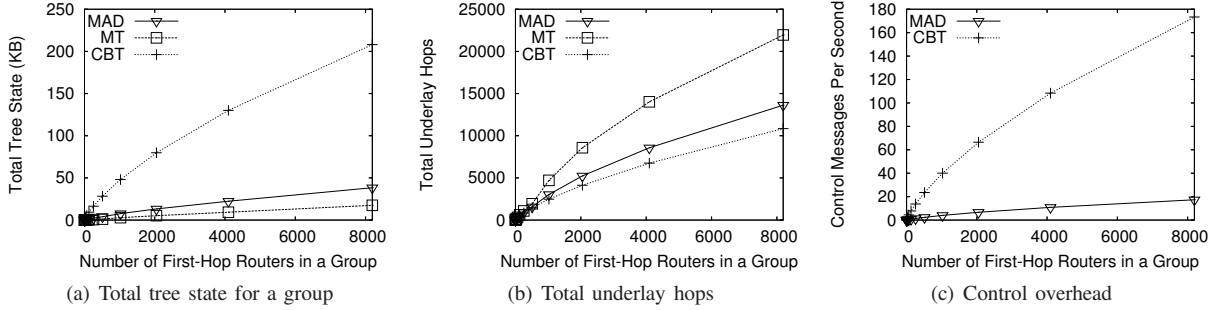 Total Tree State (KB)
250
200
150
100
50
0
MAD
MT
CBT
0 2000 4000 6000 8000
Number of First-Hop Routers in a Group
(a) Total tree state for a group
Total Underlay Hops
25000
20000
15000
10000
5000
0
MAD
MT
CBT
0 2000 4000 6000 8000
Number of First-Hop Routers in a Group
(b) Total underlay hops
Control Messages Per Second
180
160
140
120
100
80
60
40
20
0
MAD
CBT
0 2000 4000 6000 8000
Number of First-Hop Routers in a Group
(c) Control overhead